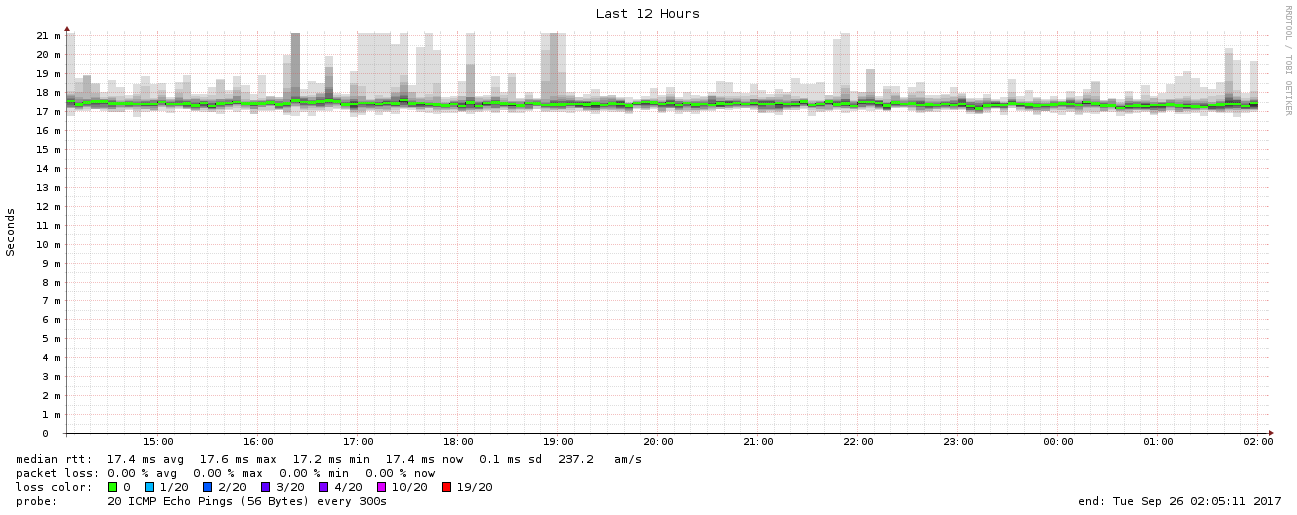 Last 12 Hours
RRDTOOL / TOBI OETIKER
Seconds
21 m
20 m
19 m
18 m
17 m
16 m
15 m
14 m
13 m
12 m
11 m
10 m
9 m
8 m
7 m
6 m
5 m
4 m
3 m
2 m
1 m
0
15:00 16:00 17:00 18:00 19:00 20:00 21:00 22:00 23:00 00:00 01:00 02:00
median rtt: 17.4 ms avg 17.6 ms max 17.2 ms min 17.4 ms now 0.1 ms sd 237.2 am/s
packet loss: 0.00 % avg 0.00 % max 0.00 % min 0.00 % now
loss color: 0 1/20 2/20 3/20 4/20 10/20 19/20
probe: 20 ICMP Echo Pings (56 Bytes) every 300s end: Tue Sep 26 02:05:11 2017